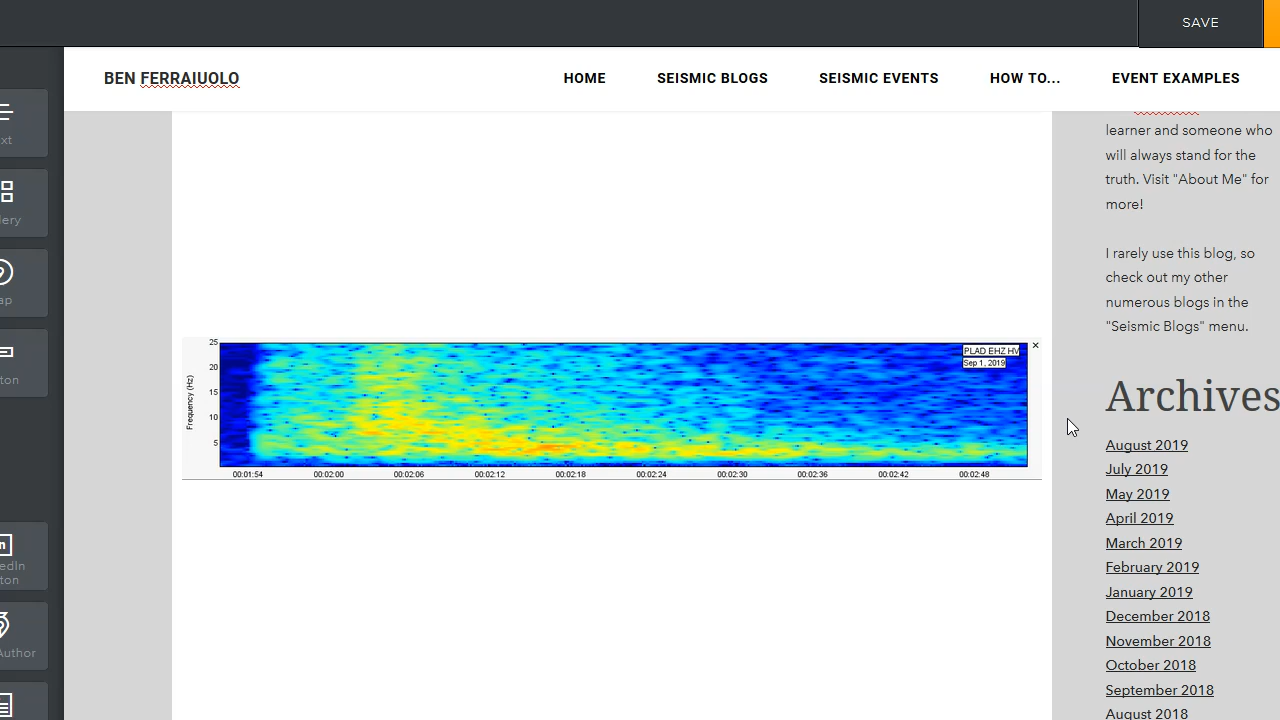 SAVE
BEN FERRAIUOLO
HOME
SEISMIC BLOGS
SEISMIC EVENTS
HOW TO...
EVENT EXAMPLES
xt
lery
ap
ton
edIn
ton
Author
learner and someone who
will always stand for the
truth. Visit "About Me" for
more!
I rarely use this blog, so
check out my other
numerous blogs in the
"Seismic Blogs" menu.
25
20
15
10
5
Frequency (Hz)
PLAD EHZ HV
Sep 1, 2019
00:01:54
00:02:00
00:02:06
00:02:12
00:02:18
00:02:24
00:02:30
00:02:36
00:02:42
00:02:48
Archives
August 2019
July 2019
May 2019
April 2019
March 2019
February 2019
January 2019
December 2018
November 2018
October 2018
September 2018
August 2018